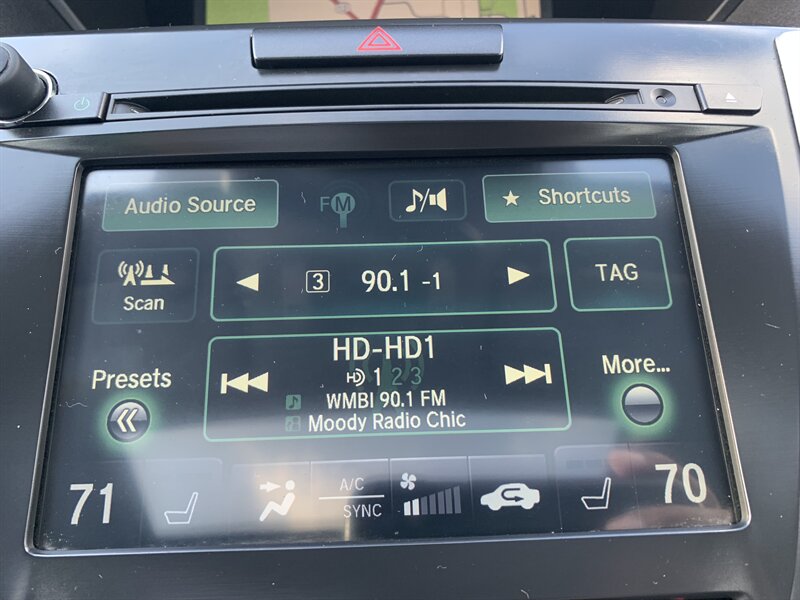 Audio Source
FM
Shortcuts
Scan
3 90.1 -1
TAG
HD-HD1
HD 1 2 3
Presets
More...
WMBI 90.1 FM
Moody Radio Chic
71
A/C
SYNC
70